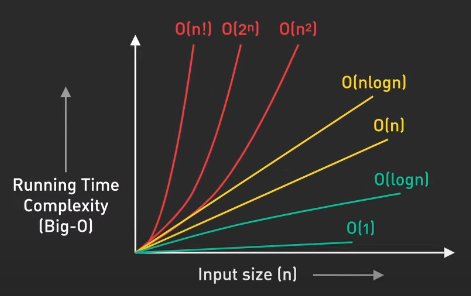 O(n!) O(2ⁿ) O(n²)
O(nlogn)
O(n)
O(logn)
O(1)
Running Time
Complexity
(Big-O)
Input size (n)